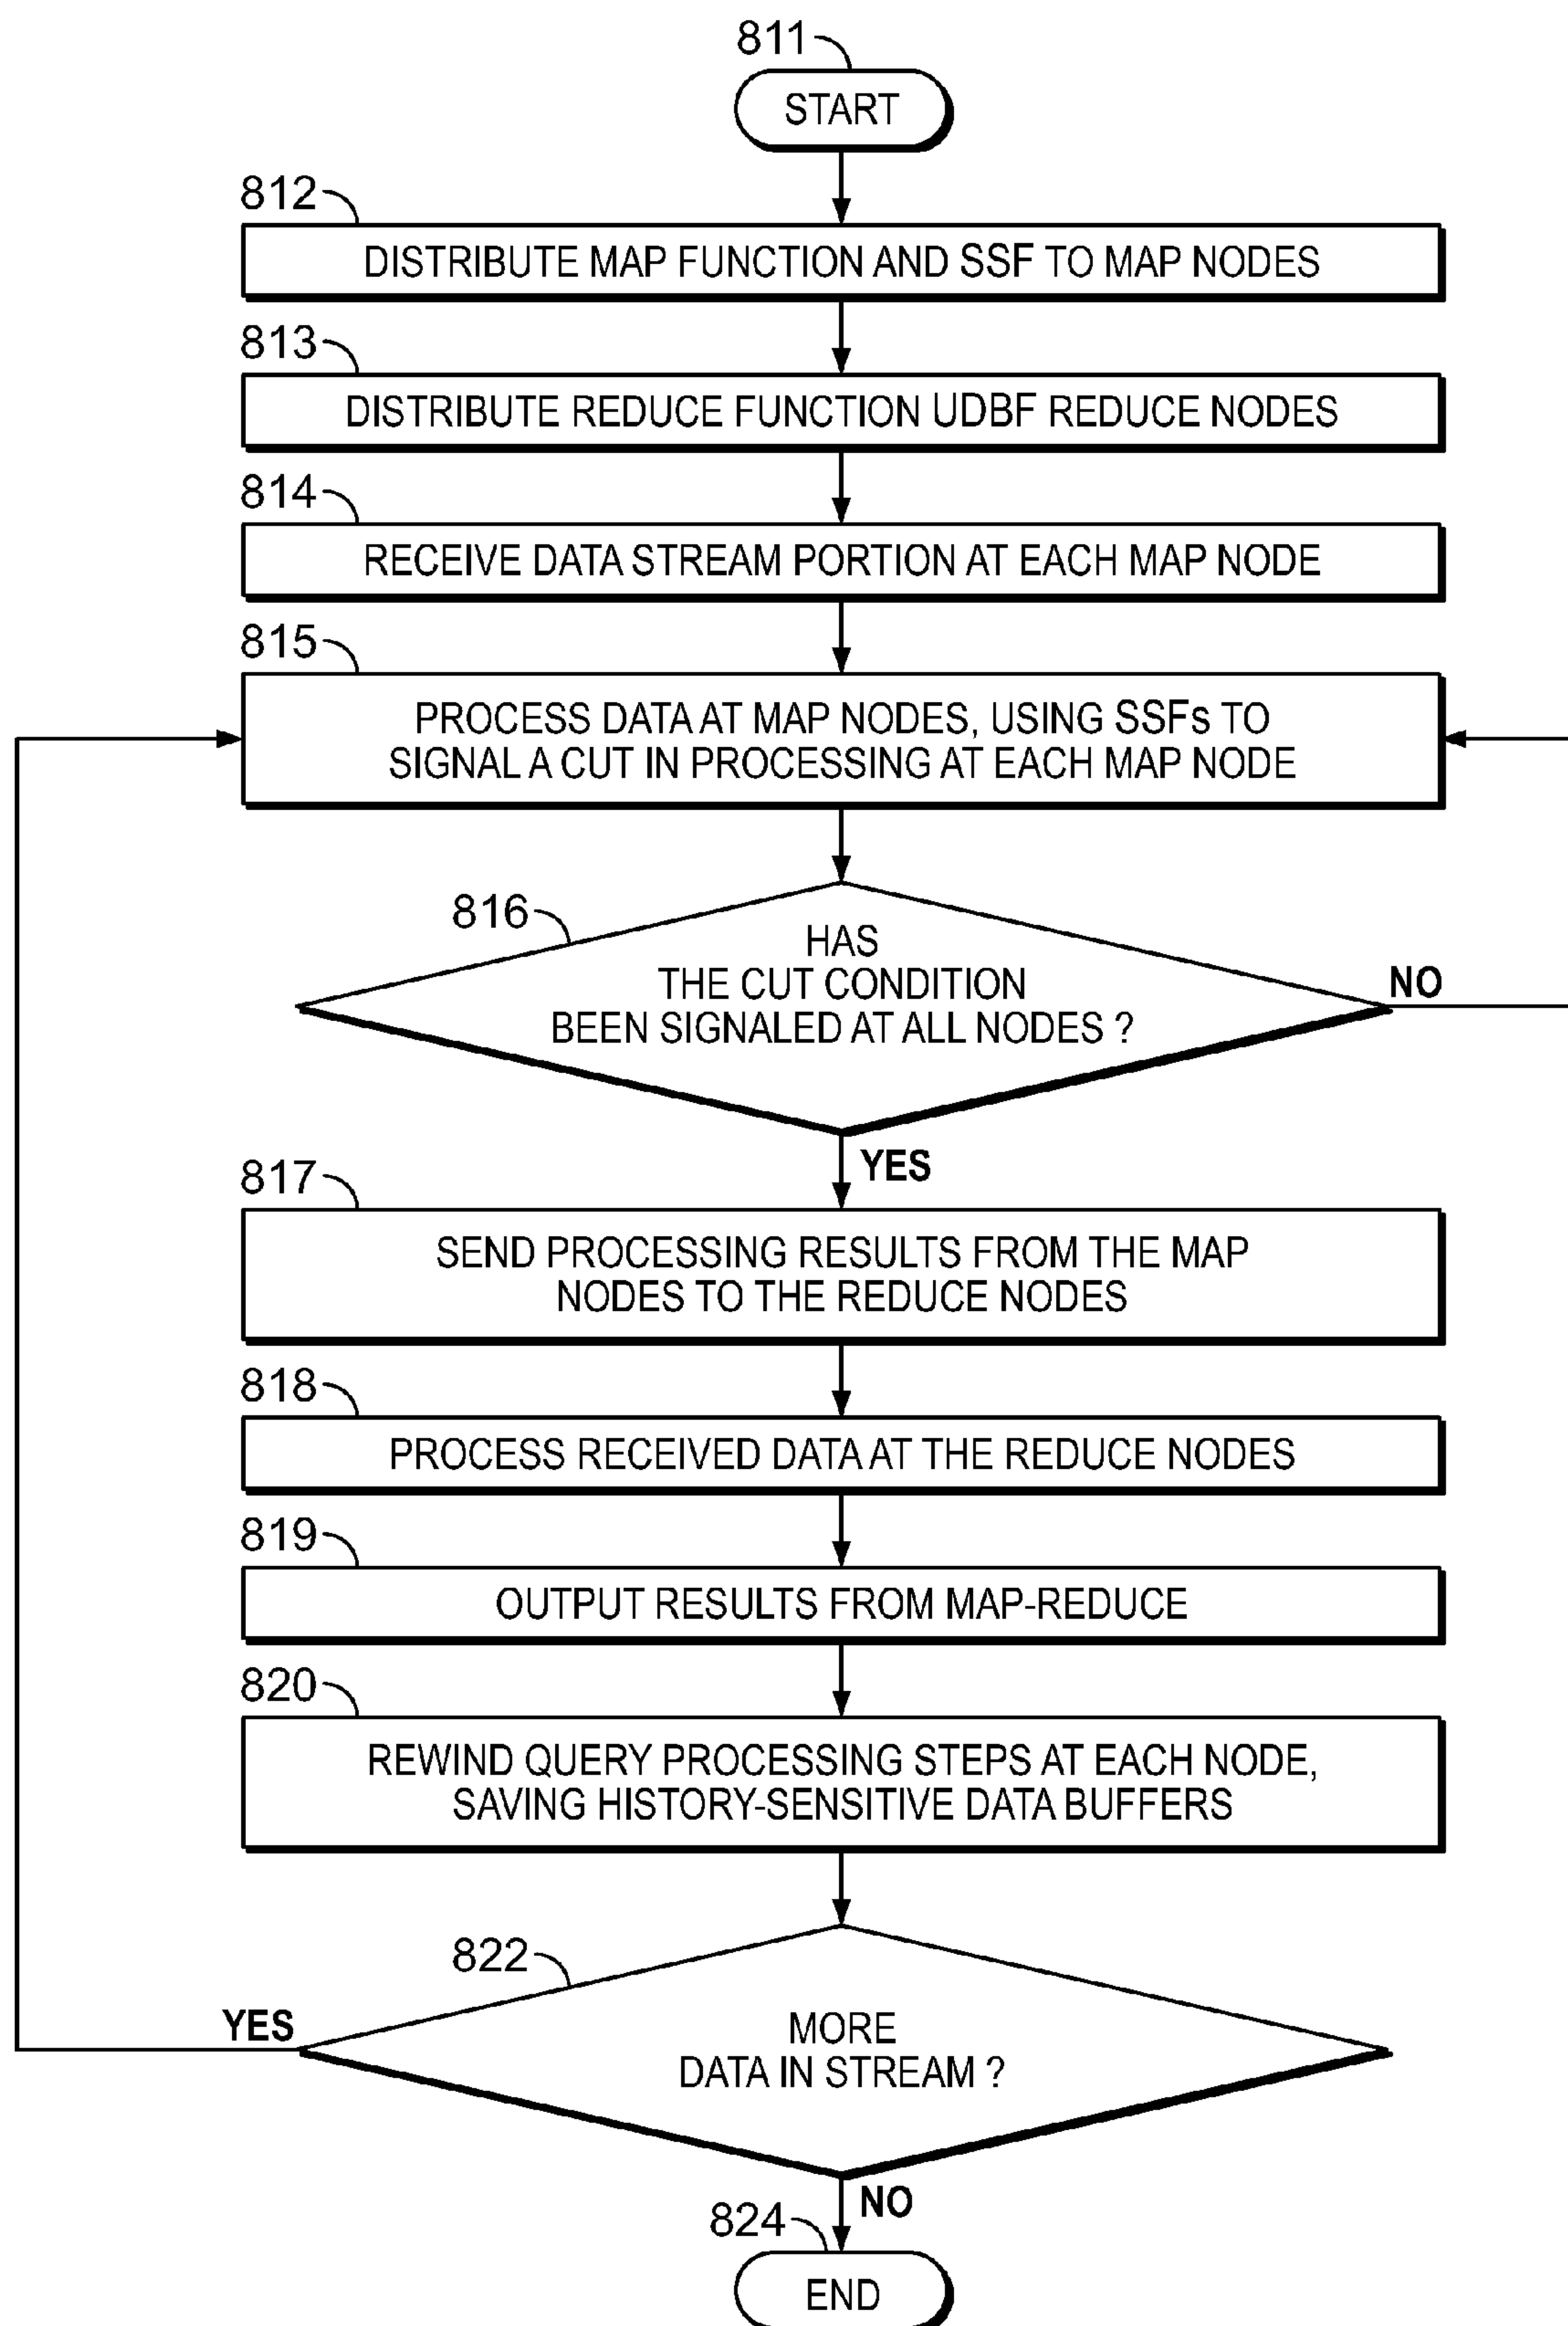 811
START
812
DISTRIBUTE MAP FUNCTION AND SSF TO MAP NODES
813
DISTRIBUTE REDUCE FUNCTION UDBF REDUCE NODES
814
RECEIVE DATA STREAM PORTION AT EACH MAP NODE
815
PROCESS DATA AT MAP NODES, USING SSFs TO
SIGNAL A CUT IN PROCESSING AT EACH MAP NODE
816
HAS
THE CUT CONDITION
BEEN SIGNALED AT ALL NODES ?
NO
YES
817
SEND PROCESSING RESULTS FROM THE MAP
NODES TO THE REDUCE NODES
818
PROCESS RECEIVED DATA AT THE REDUCE NODES
819
OUTPUT RESULTS FROM MAP-REDUCE
820
REWIND QUERY PROCESSING STEPS AT EACH NODE,
SAVING HISTORY-SENSITIVE DATA BUFFERS
822
YES
MORE
DATA IN STREAM ?
NO
824
END